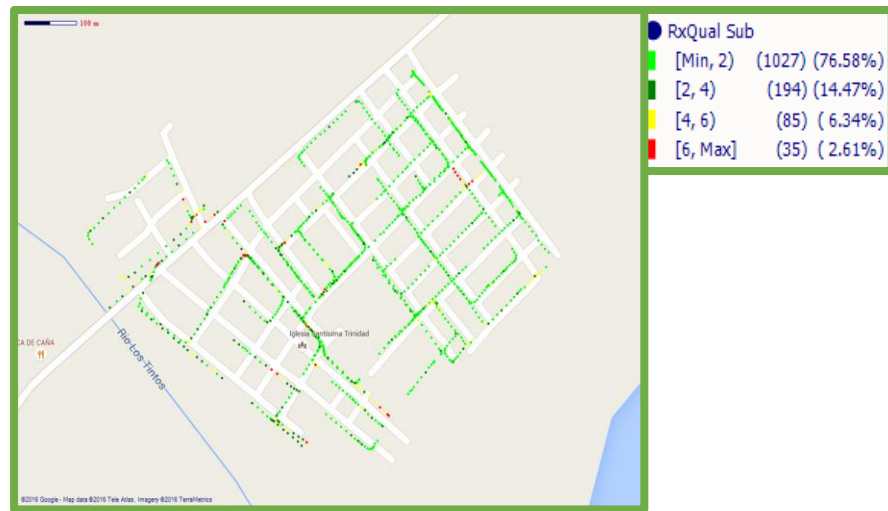 100 m
Iglesia Santísima Trinidad
CA DE CAÑA
Rio Los Tintos
©2016 Google - Map data ©2016 Tele Atlas, Imagery ©2016 TerraMetrics
RxQual Sub
[Min, 2) (1027) (76.58%)
[2, 4) (194) (14.47%)
[4, 6) (85) ( 6.34%)
[6, Max] (35) ( 2.61%)